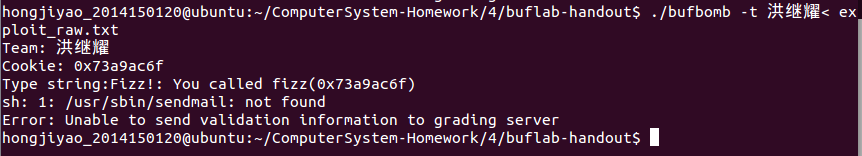 hongjiyao_2014150120@ubuntu:~/ComputerSystem-Homework/4/buflab-handout$ ./bufbomb -t 洪继耀< ex
ploit_raw.txt
Team: 洪继耀
Cookie: 0x73a9ac6f
Type string:Fizz!: You called fizz(0x73a9ac6f)
sh: 1: /usr/sbin/sendmail: not found
Error: Unable to send validation information to grading server
hongjiyao_2014150120@ubuntu:~/ComputerSystem-Homework/4/buflab-handout$